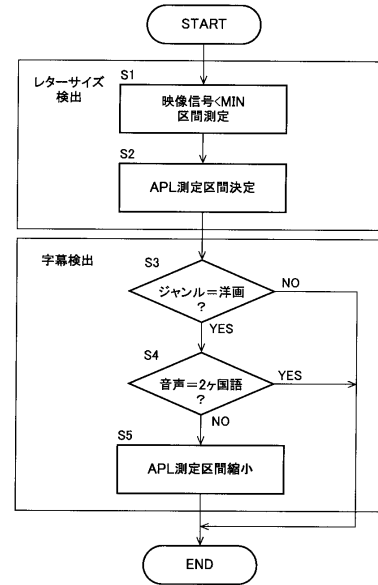 START
レターサイズ
検出
S1
映像信号<MIN
区間測定
S2
APL測定区間決定
字幕検出
S3
ジャンル=洋画
?
NO
YES
S4
音声=2ヶ国語
?
YES
NO
S5
APL測定区間縮小
END